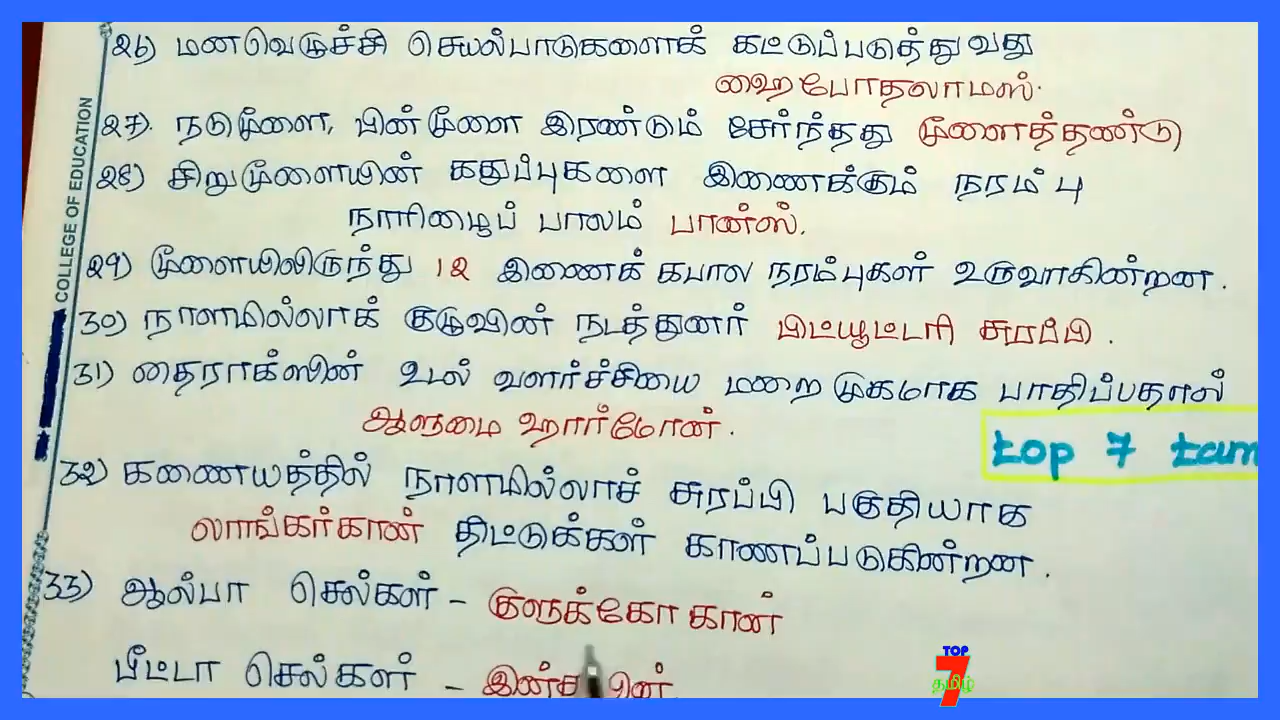 26) மனவெழுச்சி செயல்பாடுகளைக் கட்டுப்படுத்துவது
ஹைபோதலாமஸ்.
27). நடுமூளை, பின்மூளை இரண்டும் சேர்ந்தது மூளைத்தண்டு
28) சிறுமூளையின் கதுப்புகளை இணைக்கும் நரம்பு
நாரிழைப் பாலம் பான்ஸ்.
29) மூளையிலிருந்து 12 இணைக் கபால நரம்புகள் உருவாகின்றன.
30) நாளமில்லாக் குழுவின் நடத்துனர் பிட்யூட்டரி சுரப்பி.
31) தைராக்ஸின் உடல் வளர்ச்சியை மறைமுகமாக பாதிப்பதால்
ஆளுமை ஹார்மோன்.
32) கணையத்தில் நாளமில்லாச் சுரப்பி பகுதியாக
லாங்கர்கான் திட்டுக்கள் காணப்படுகின்றன.
33) ஆல்பா செல்கள் - குளுக்கோகான்
பீட்டா செல்கள் -
COLLEGE OF EDUCATION
top 7 tam
TOP
7
தமிழ்